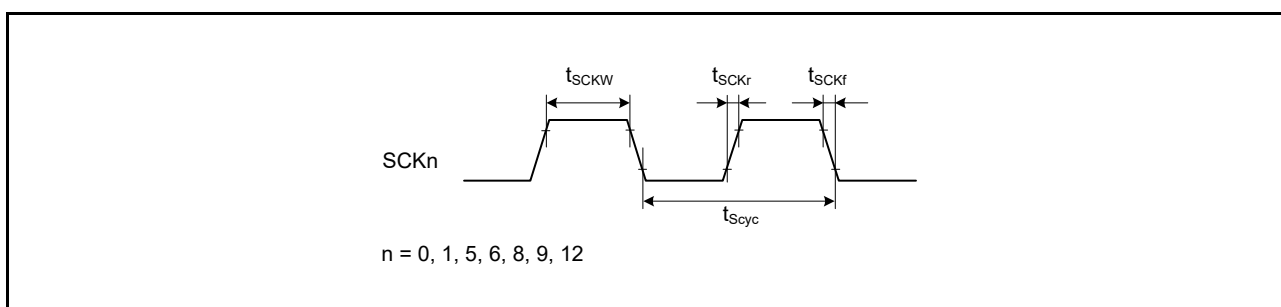 tSCKW tSCKr tSCKf
SCKn
tScyc
n = 0, 1, 5, 6, 8, 9, 12